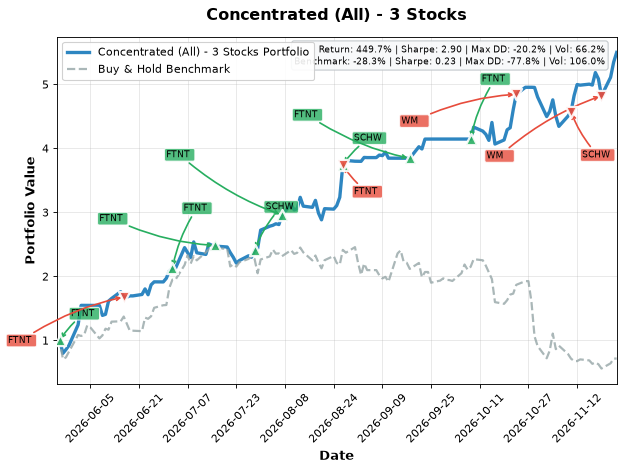 Concentrated (All) - 3 Stocks
Concentrated (All) - 3 Stocks Portfolio
Buy & Hold Benchmark
Return: 449.7% | Sharpe: 2.90 | Max DD: -20.2% | Vol: 66.2%
Benchmark: -28.3% | Sharpe: 0.23 | Max DD: -77.8% | Vol: 106.0%
FTNT
FTNT
WM
SCHW
FTNT
WM
SCHW
FTNT
SCHW
FTNT
FTNT
FTNT
FTNT
Portfolio Value
5
4
3
2
1
2026-06-05
2026-06-21
2026-07-07
2026-07-23
2026-08-08
2026-08-24
2026-09-09
2026-09-25
2026-10-11
2026-10-27
2026-11-12
Date